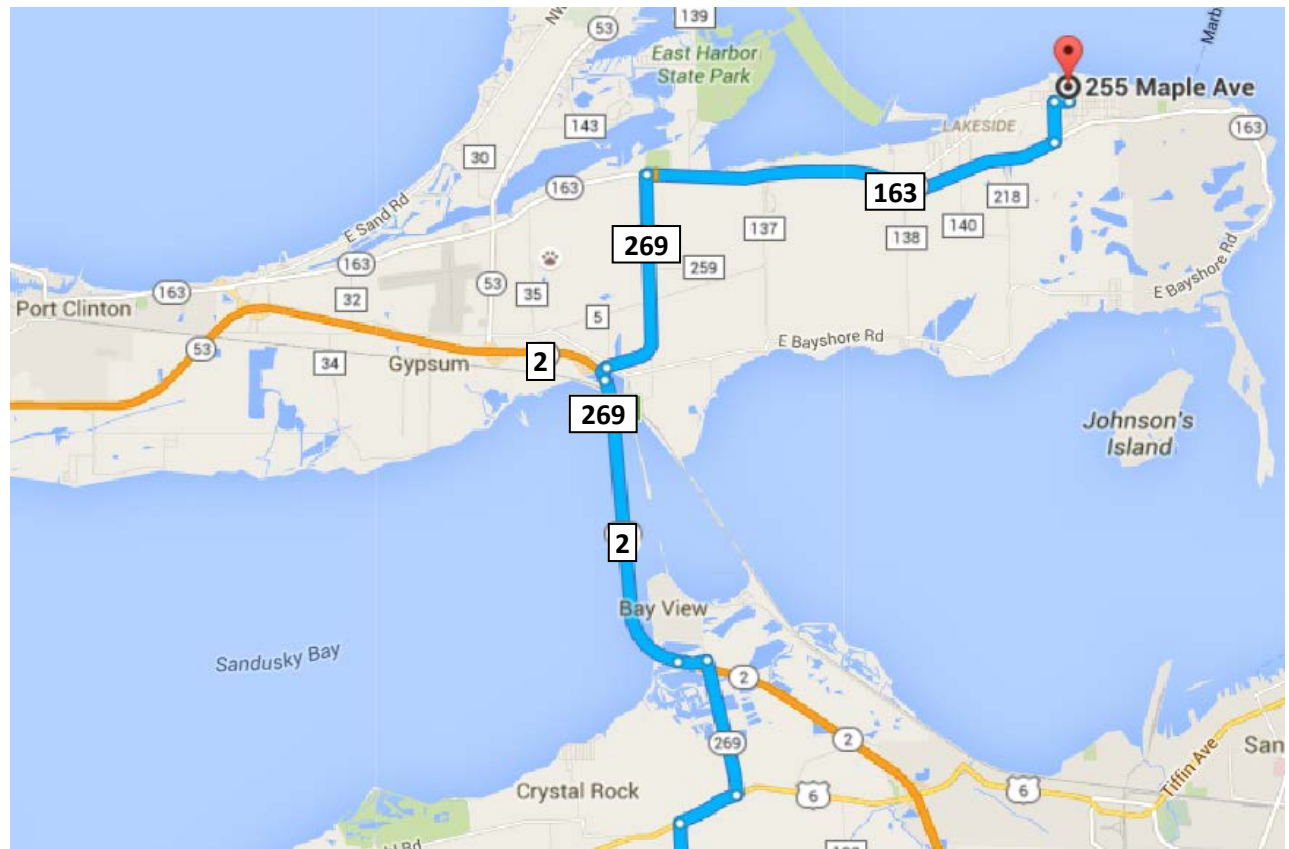 NW
53
139
East Harbor
State Park
Marb
255 Maple Ave
143
LAKESIDE
163
30
E Sand Rd
163
163
218
269
137
138
140
259
163
53
35
E Bayshore Rd
163
Port Clinton
32
5
E Bayshore Rd
53
34
Gypsum
2
269
Johnson's
Island
2
Bay View
Sandusky Bay
2
269
2
San
Tiffin Ave
Crystal Rock
6
6
Rd